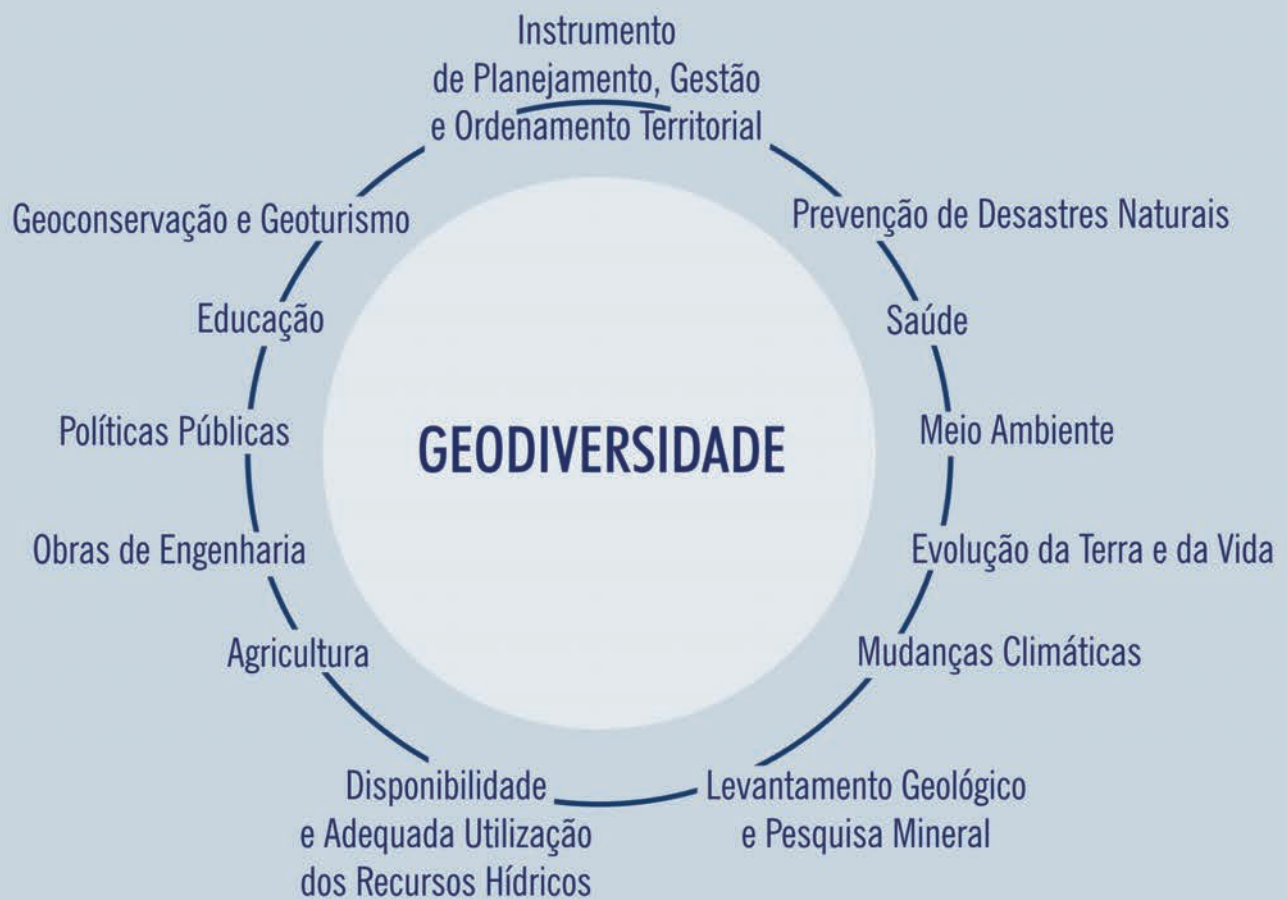 Instrumento
de Planejamento, Gestão
e Ordenamento Territorial
Prevenção de Desastres Naturais
Saúde
Meio Ambiente
Evolução da Terra e da Vida
Mudanças Climáticas
Levantamento Geológico
e Pesquisa Mineral
Disponibilidade
e Adequada Utilização
dos Recursos Hídricos
Agricultura
Obras de Engenharia
Políticas Públicas
Educação
Geoconservação e Geoturismo
GEODIVERSIDADE